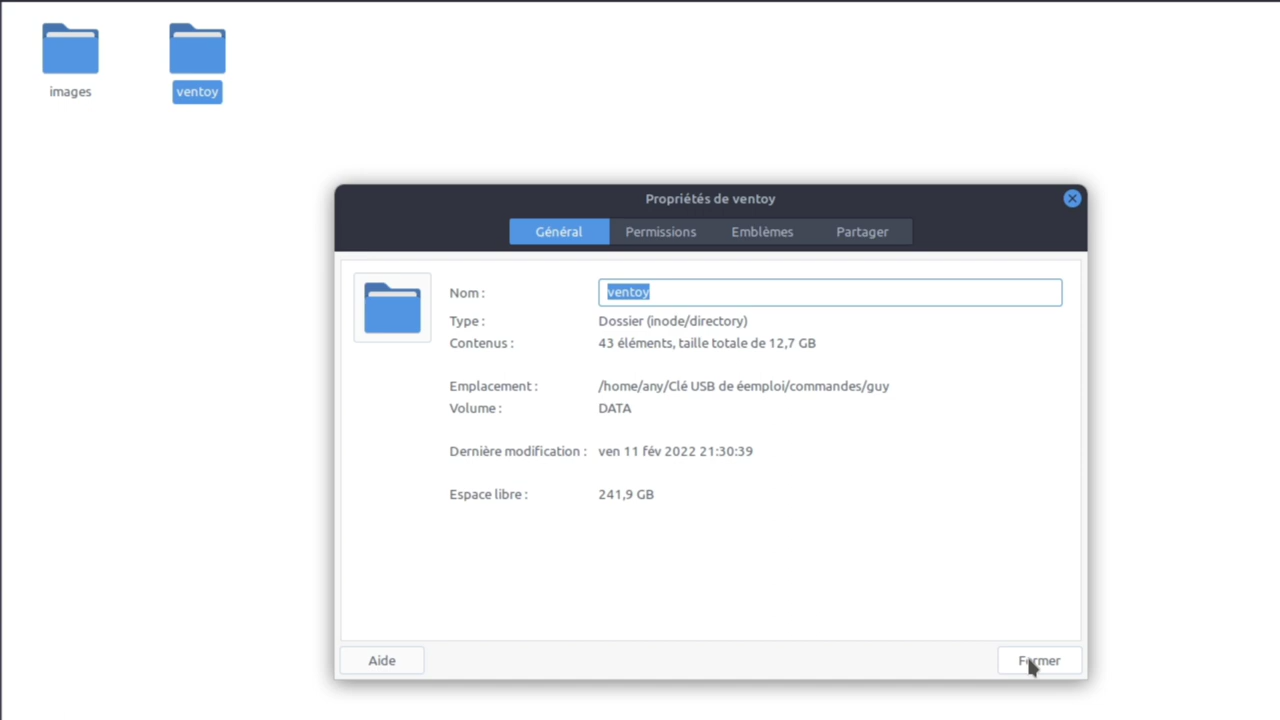 images
ventoy
Propriétés de ventoy
Général Permissions Emblèmes Partager
Nom : ventoy
Type : Dossier (inode/directory)
Contenus : 43 éléments, taille totale de 12,7 GB
Emplacement : /home/any/Clé USB de éemploi/commandes/guy
Volume : DATA
Dernière modification : ven 11 fév 2022 21:30:39
Espace libre : 241,9 GB
Aide Fermer